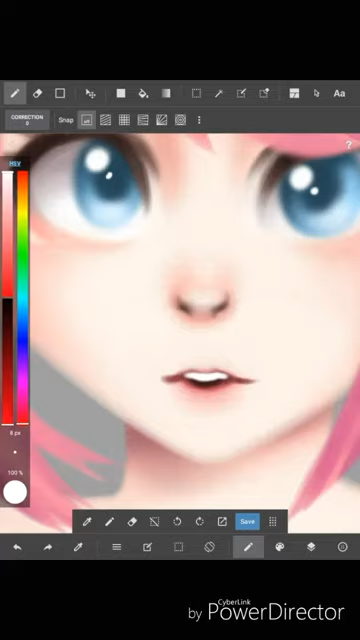 Aa
CORRECTION
0
Snap
?
HSV
8 px
100 %
Save
CyberLink
by PowerDirector